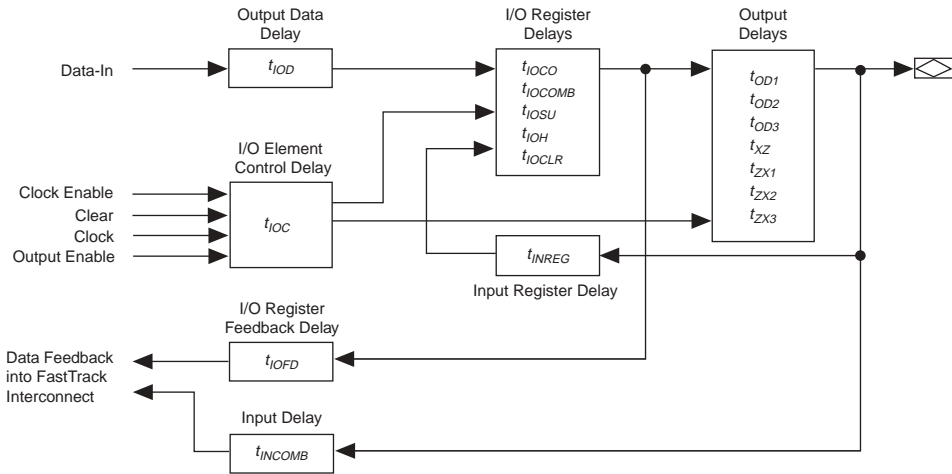 Output Data
Delay
I/O Register
Delays
Output
Delays
Data-In
tIOD
tIOCO
tIOCOMB
tIOSU
tIOH
tIOCLR
tOD1
tOD2
tOD3
tXZ
tZX1
tZX2
tZX3
I/O Element
Control Delay
Clock Enable
Clear
Clock
Output Enable
tIOC
tINREG
Input Register Delay
I/O Register
Feedback Delay
tIOFD
Data Feedback
into FastTrack
Interconnect
Input Delay
tINCOMB